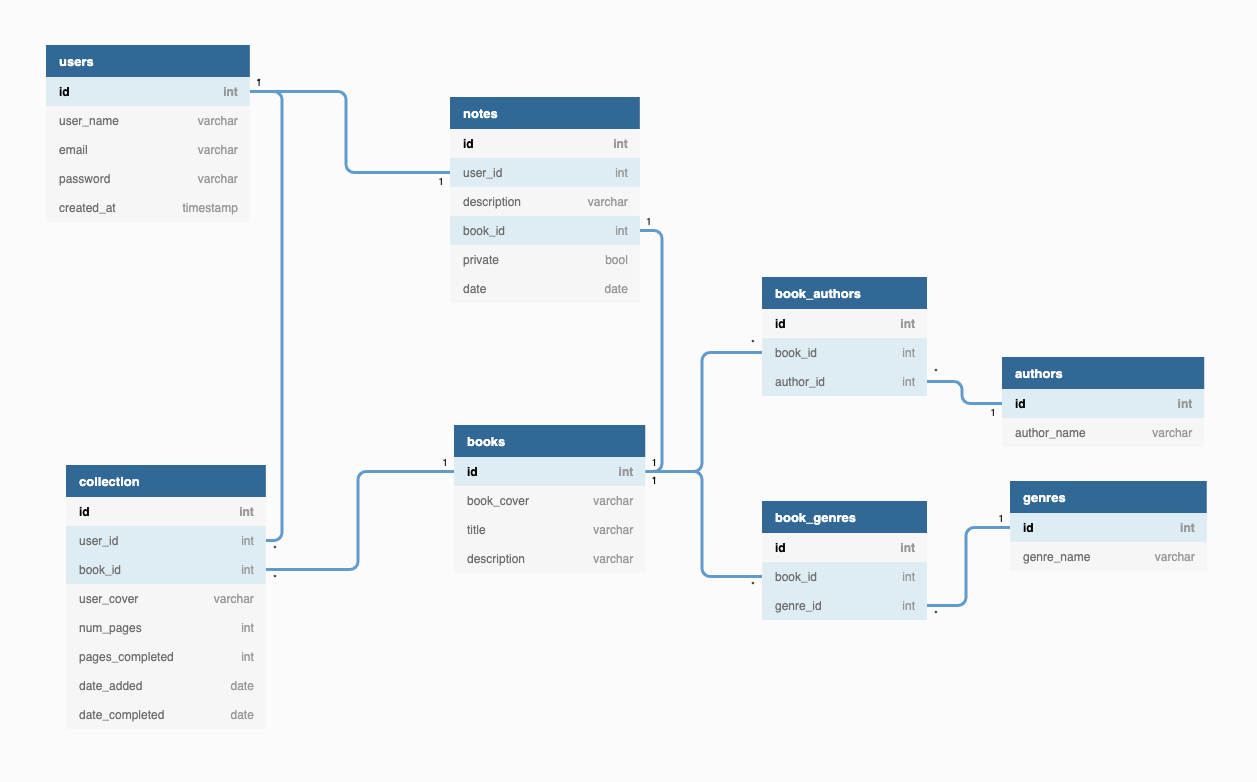 users
id int
user_name varchar
email varchar
password varchar
created_at timestamp
1
notes
id int
user_id int
description varchar
book_id int
private bool
date date
1
1
book_authors
id int
book_id int
author_id int
*
*
authors
id int
author_name varchar
1
books
id int
book_cover varchar
title varchar
description varchar
1
1
1
collection
id int
user_id int
book_id int
user_cover varchar
num_pages int
pages_completed int
date_added date
date_completed date
*
*
book_genres
id int
book_id int
genre_id int
*
*
genres
id int
genre_name varchar
1